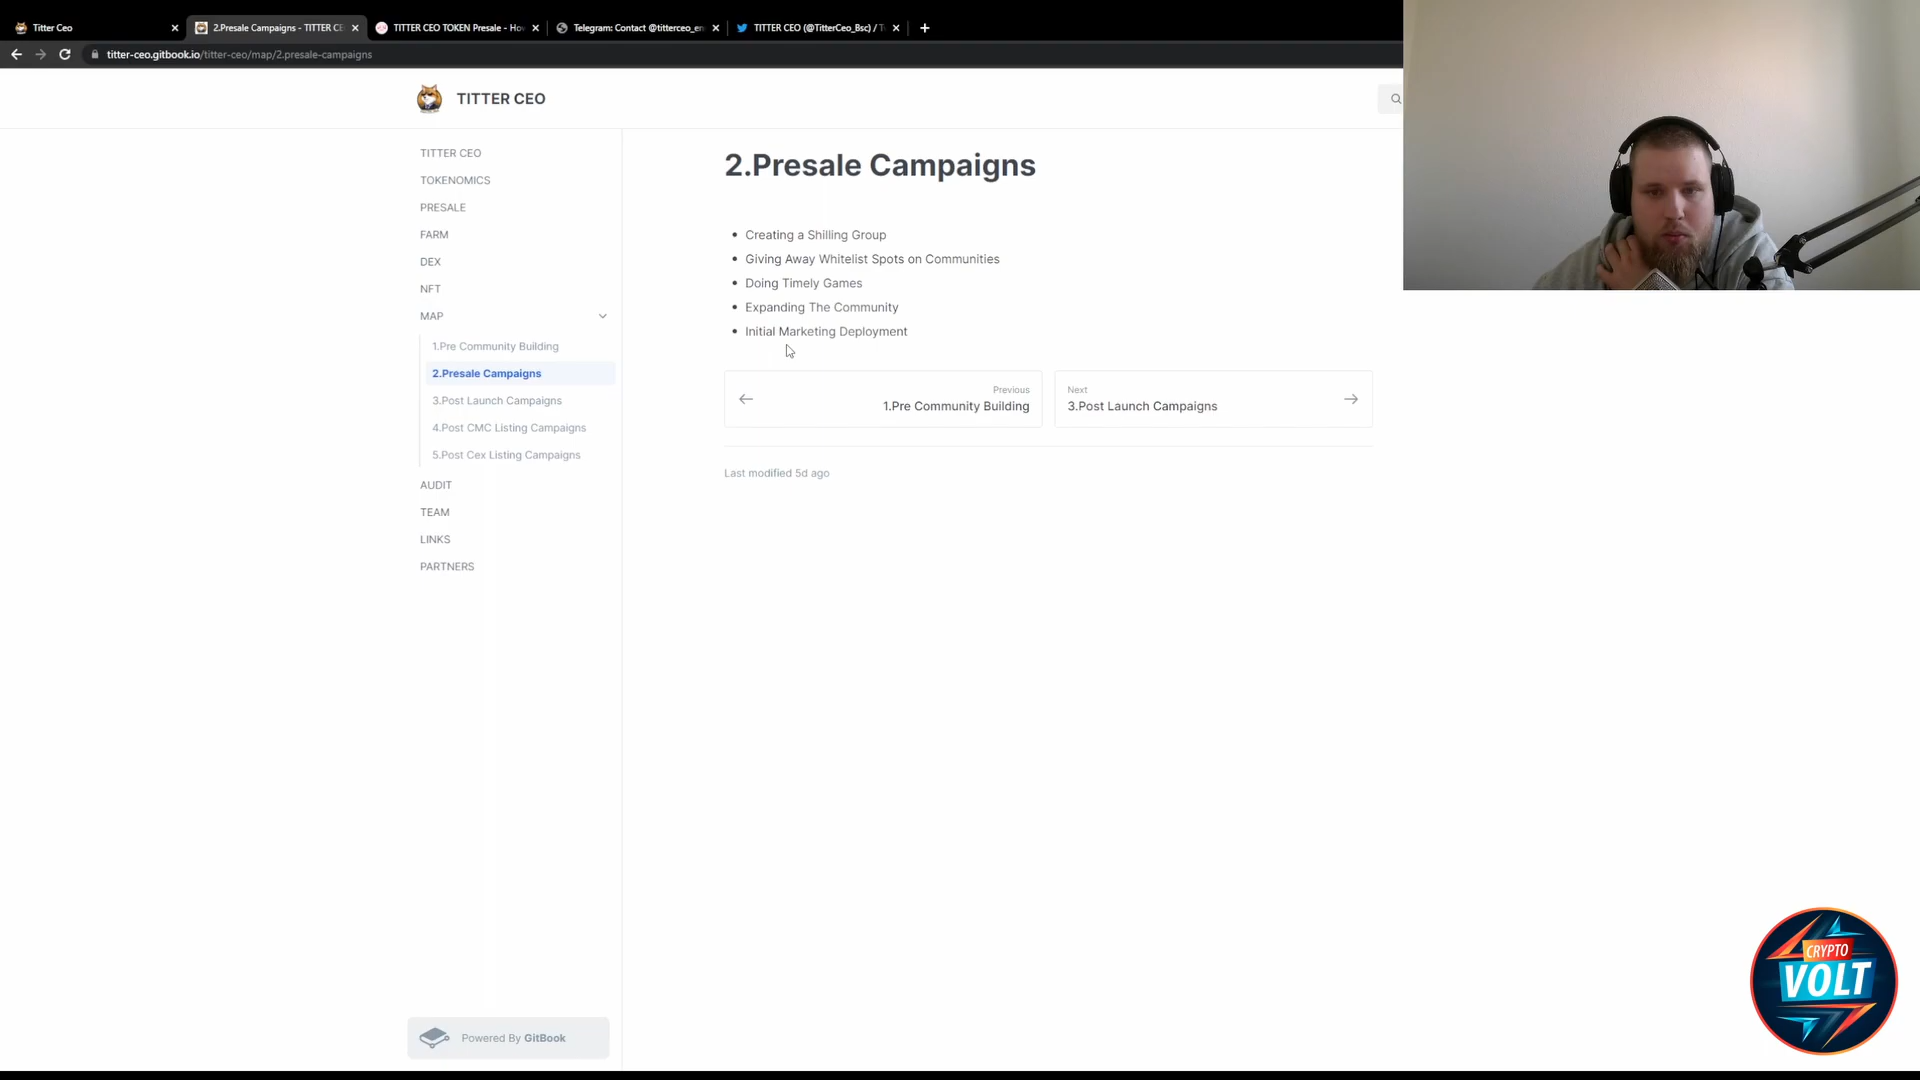 Titter Ceo
2.Presale Campaigns - TITTER CE
TITTER CEO TOKEN Presale - Ho
Telegram: Contact @titterceo_en
TITTER CEO (@TitterCeo_Bsc) / T
titter-ceo.gitbook.io/titter-ceo/map/2.presale-campaigns
TITTER CEO
TITTER CEO
TOKENOMICS
PRESALE
FARM
DEX
NFT
MAP
1.Pre Community Building
2.Presale Campaigns
3.Post Launch Campaigns
4.Post CMC Listing Campaigns
5.Post Cex Listing Campaigns
AUDIT
TEAM
LINKS
PARTNERS
Powered By GitBook
2.Presale Campaigns
Creating a Shilling Group
Giving Away Whitelist Spots on Communities
Doing Timely Games
Expanding The Community
Initial Marketing Deployment
Previous
1.Pre Community Building
Next
3.Post Launch Campaigns
Last modified 5d ago
CRYPTO
VOLT